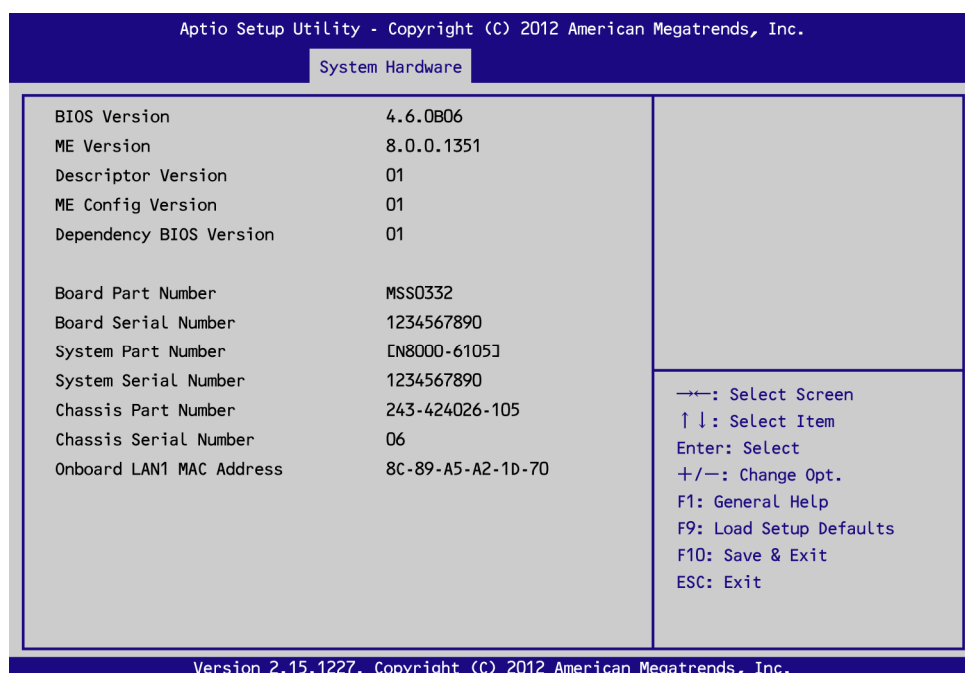 Aptio Setup Utility - Copyright (C) 2012 American Megatrends, Inc.
System Hardware
BIOS Version 4.6.0B06
ME Version 8.0.0.1351
Descriptor Version 01
ME Config Version 01
Dependency BIOS Version 01
Board Part Number MSS0332
Board Serial Number 1234567890
System Part Number [N8000-6105]
System Serial Number 1234567890
Chassis Part Number 243-424026-105
Chassis Serial Number 06
Onboard LAN1 MAC Address 8C-89-A5-A2-1D-70
→←: Select Screen
↑↓: Select Item
Enter: Select
+/-: Change Opt.
F1: General Help
F9: Load Setup Defaults
F10: Save & Exit
ESC: Exit
Version 2.15.1227. Copyright (C) 2012 American Megatrends, Inc.